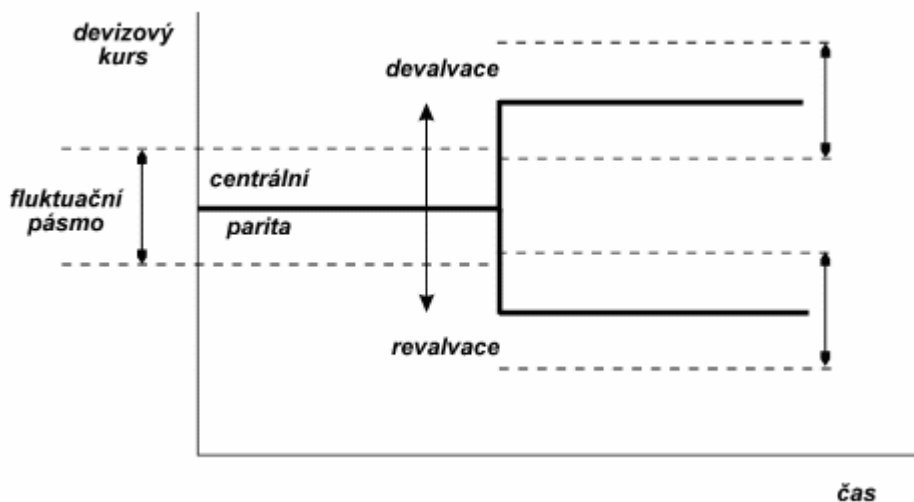 devizový
kurs
devalvace
centrální
fluktuační
pásmo
parita
revalvace
čas